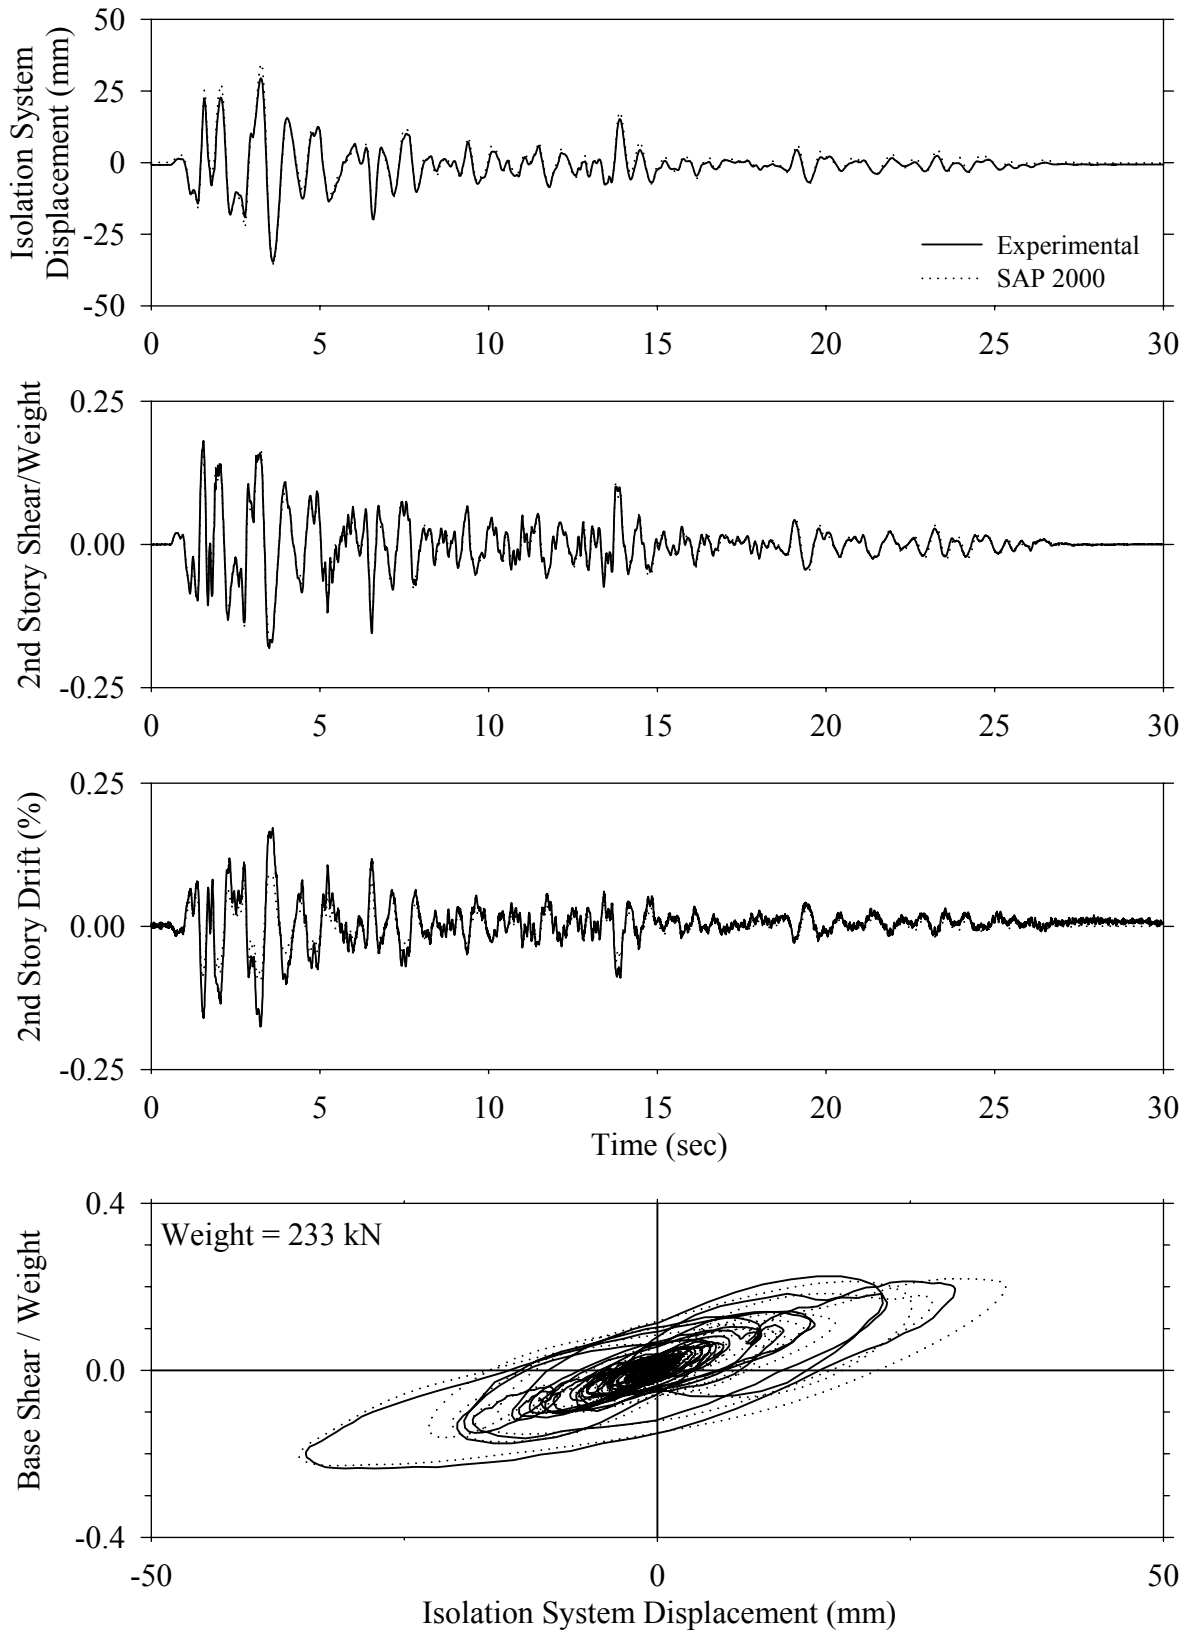 Isolation System
Displacement (mm)
50
25
0
-25
-50
Experimental
SAP 2000
0 5 10 15 20 25 30
2nd Story Shear/Weight
0.25
0.00
-0.25
0 5 10 15 20 25 30
2nd Story Drift (%)
0.25
0.00
-0.25
0 5 10 15 20 25 30
Time (sec)
Base Shear / Weight
0.4
0.0
-0.4
Weight = 233 kN
-50 0 50
Isolation System Displacement (mm)